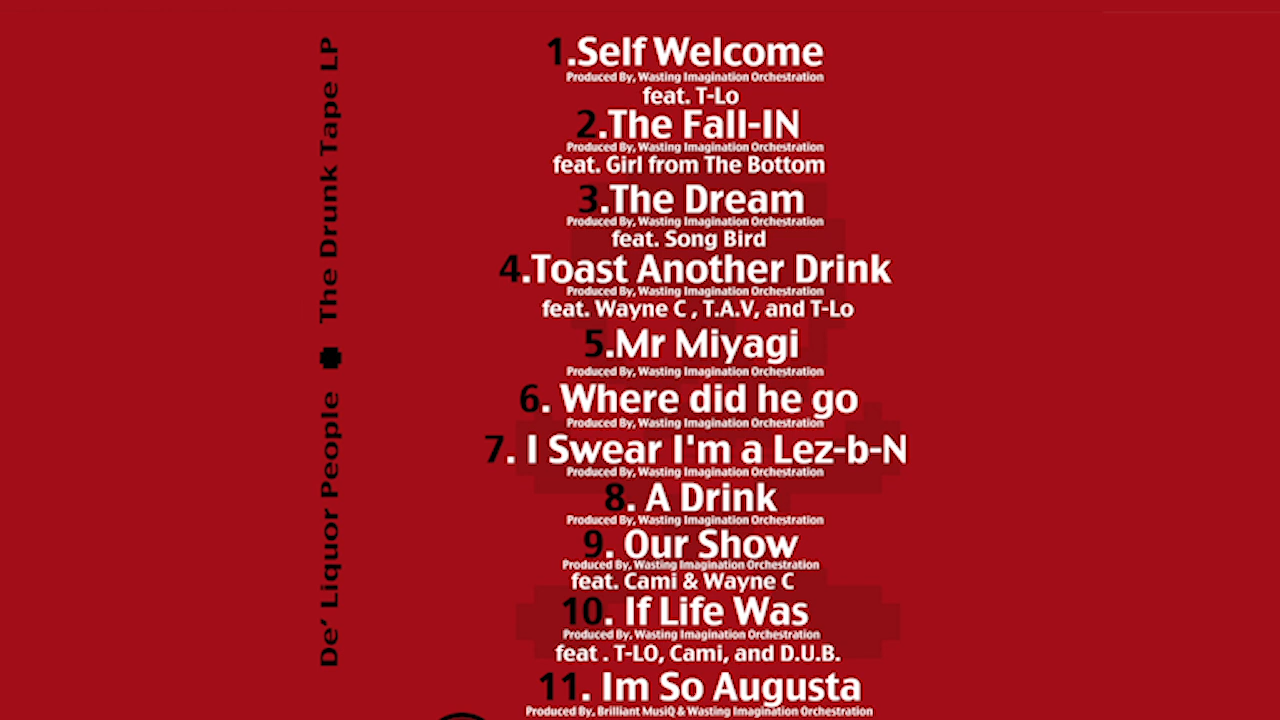 De' Liquor People ● The Drunk Tape LP
1.Self Welcome
Produced By, Wasting Imagination Orchestration
feat. T-Lo
2.The Fall-IN
Produced By, Wasting Imagination Orchestration
feat. Girl from The Bottom
3.The Dream
Produced By, Wasting Imagination Orchestration
feat. Song Bird
4.Toast Another Drink
Produced By, Wasting Imagination Orchestration
feat. Wayne C , T.A.V, and T-Lo
5.Mr Miyagi
Produced By, Wasting Imagination Orchestration
6. Where did he go
Produced By, Wasting Imagination Orchestration
7. I Swear I'm a Lez-b-N
Produced By, Wasting Imagination Orchestration
8. A Drink
Produced By, Wasting Imagination Orchestration
9. Our Show
Produced By, Wasting Imagination Orchestration
feat. Cami & Wayne C
10. If Life Was
Produced By, Wasting Imagination Orchestration
feat . T-LO, Cami, and D.U.B.
11. Im So Augusta
Produced By, Brilliant MusiQ & Wasting Imagination Orchestration